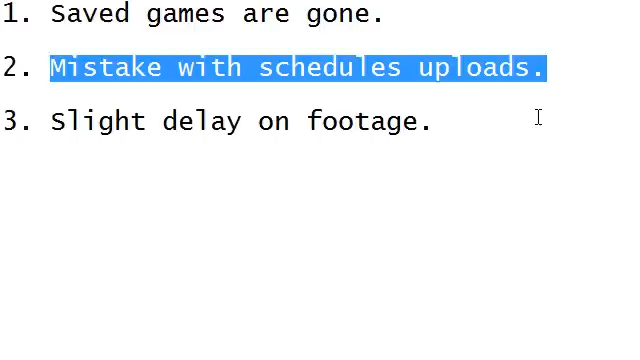 1. Saved games are gone.
2. Mistake with schedules uploads.
3. Slight delay on footage.